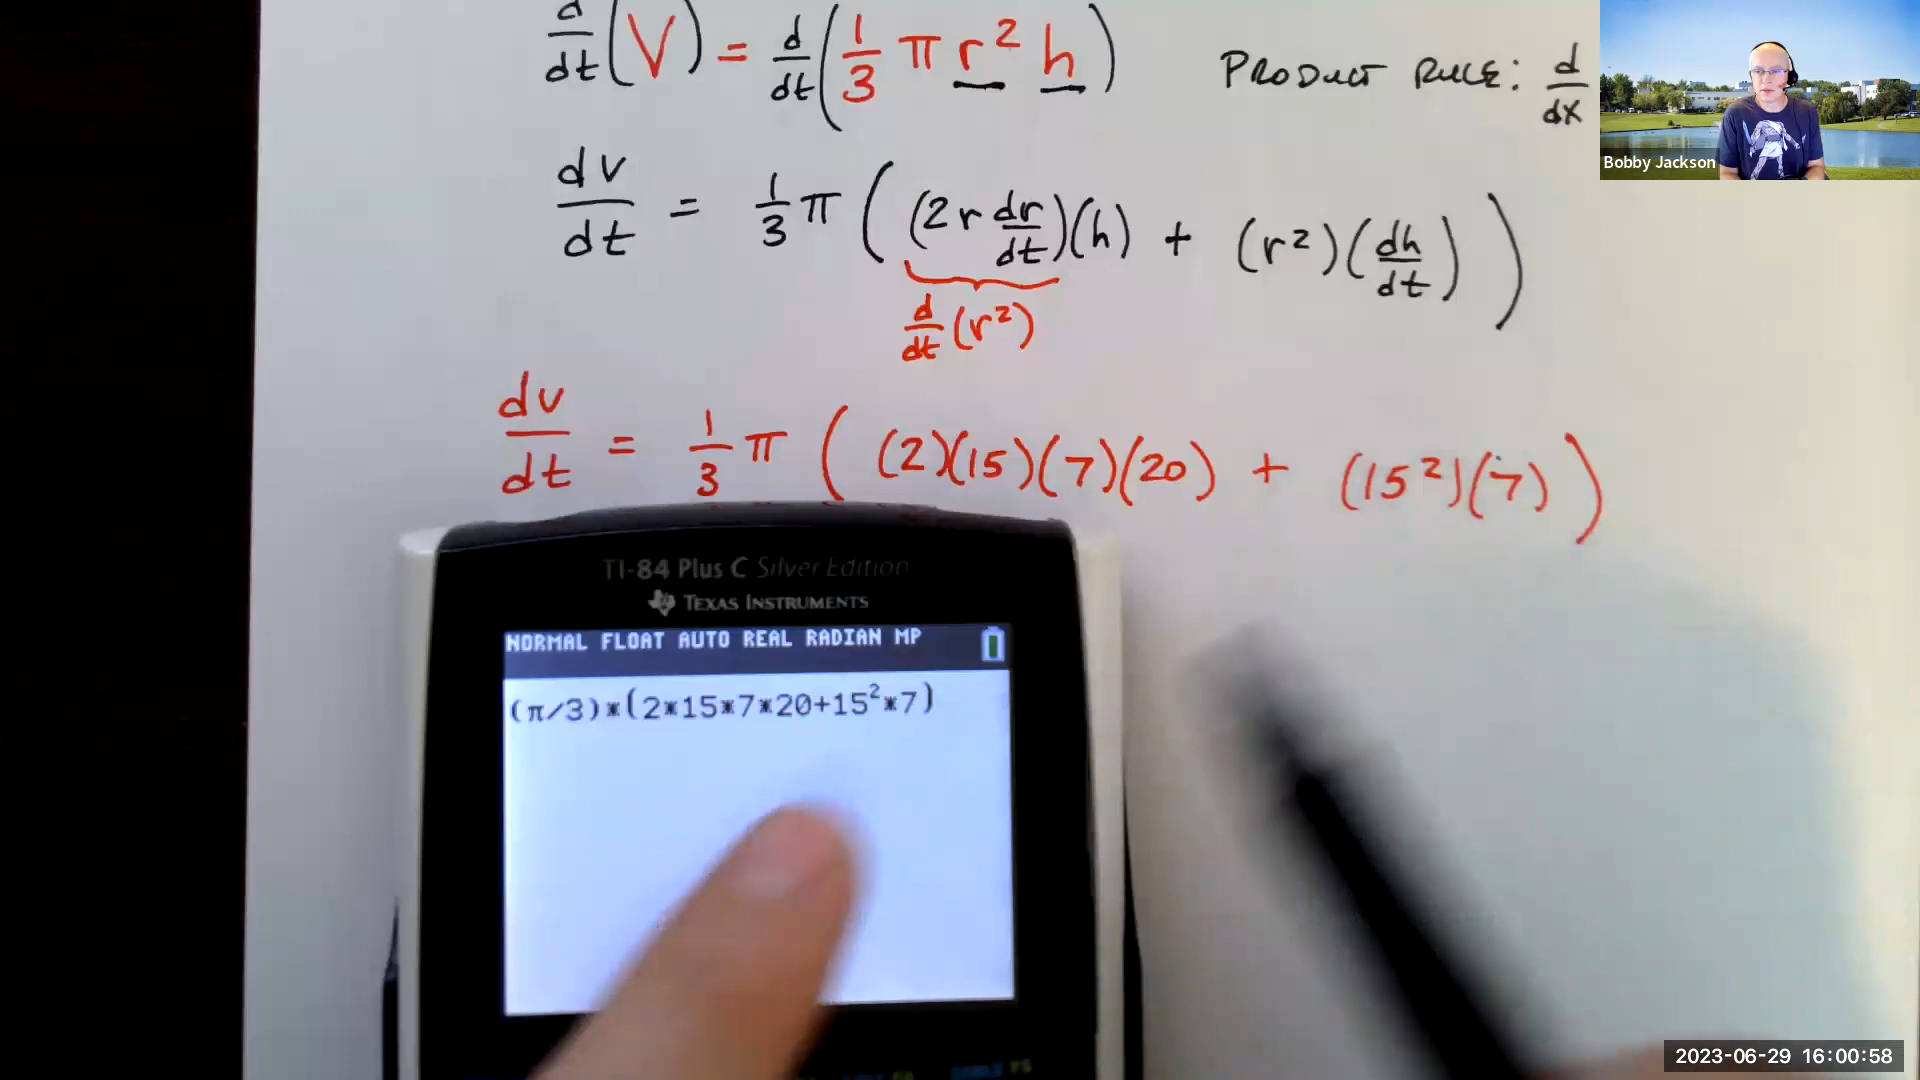 d/dt (V) = d/dt (1/3 π r² h)
PRODUCT RULE: d/dx
Bobby Jackson
dv/dt = 1/3 π ((2r dr/dt)(h) + (r²)(dh/dt))
d/dt (r²)
dv/dt = 1/3 π ((2)(15)(7)(20) + (15²)(7))
TI-84 Plus C Silver Edition
TEXAS INSTRUMENTS
NORMAL FLOAT AUTO REAL RADIAN MP
(π/3)*(2*15*7*20+15²*7)
2023-06-29 16:00:58